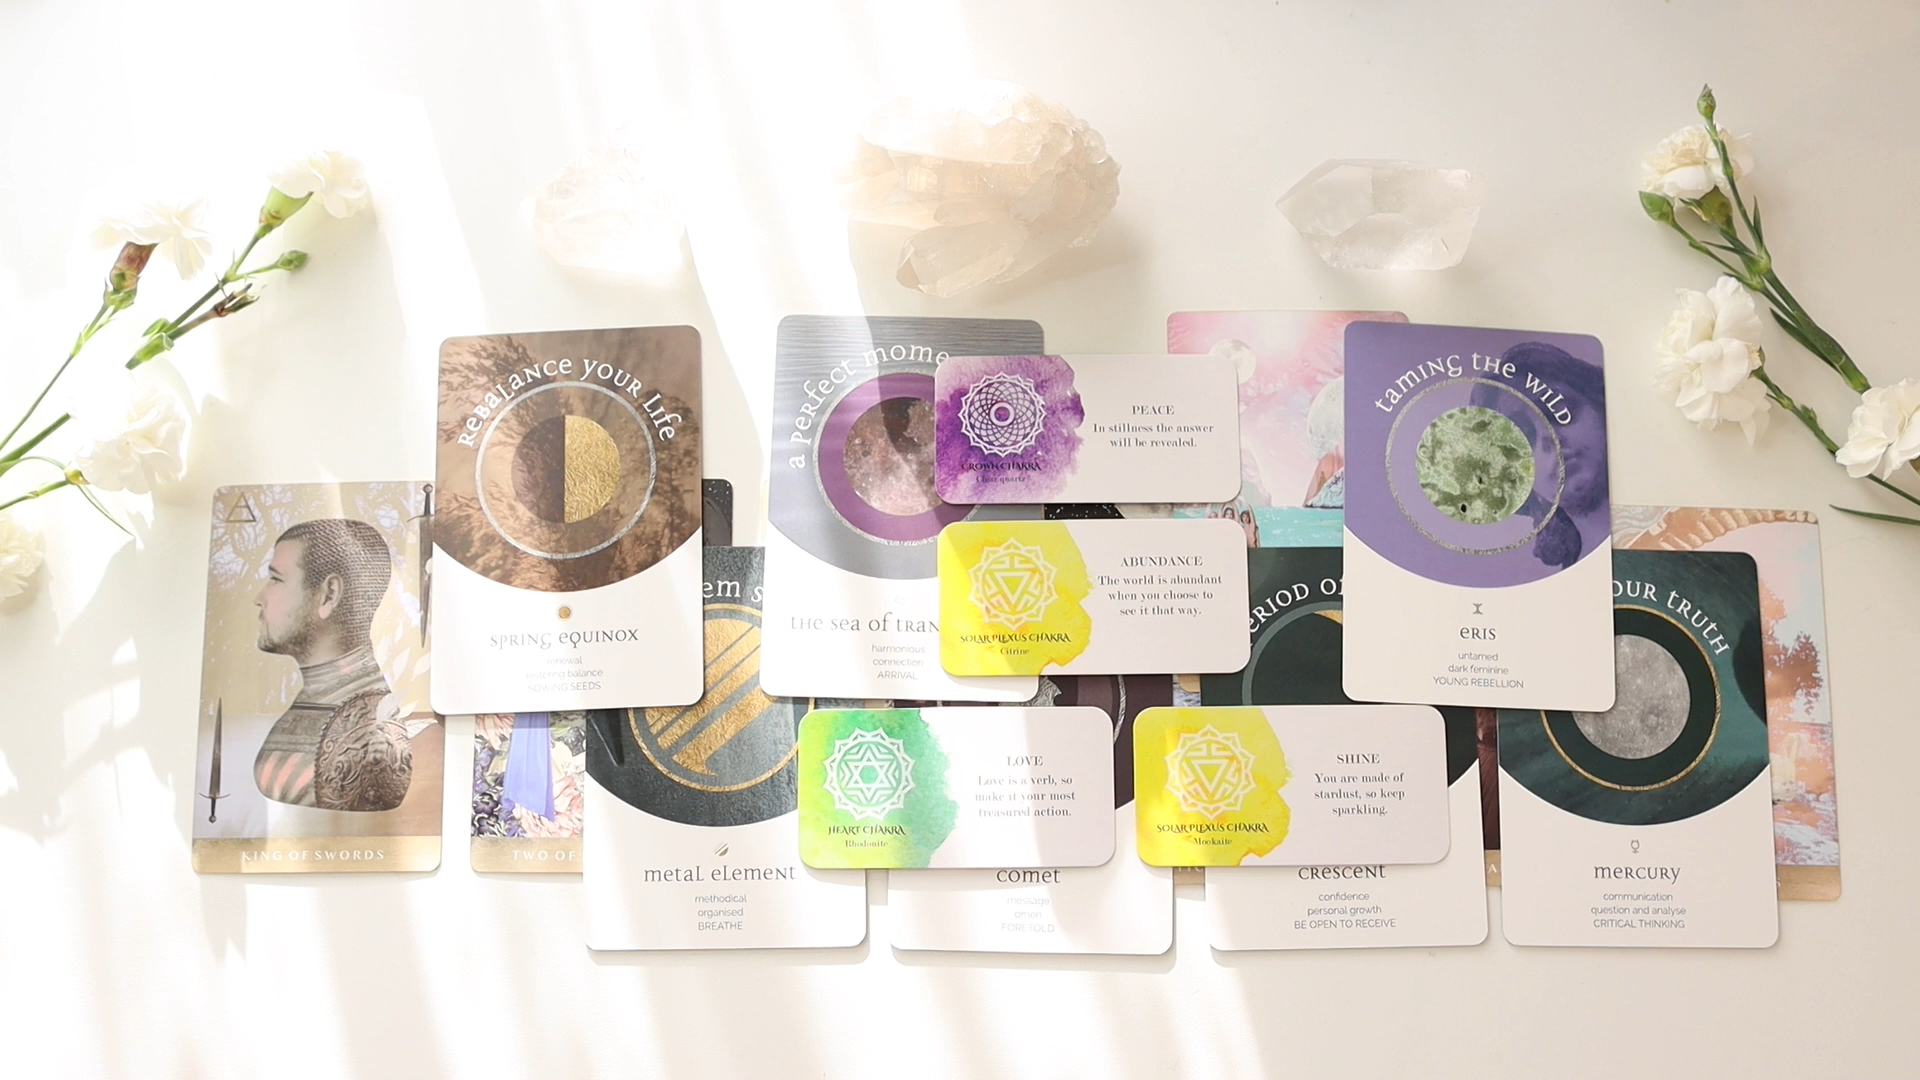 ReBaLaNce YOUR Life
SPRING EQUINOX
renewal
restoring balance
SOWING SEEDS
a PeRfect mome
the sea of tran
harmonious
connection
ARRIVAL
CROWN CHAKRA
Clear quartz
PEACE
In stillness the answer
will be revealed.
SOLAR PLEXUS CHAKRA
Citrine
ABUNDANCE
The world is abundant
when you choose to
see it that way.
taming the wild
eris
untamed
dark feminine
YOUNG REBELLION
KING OF SWORDS
TWO OF
em s
metal element
methodical
organised
BREATHE
HEART CHAKRA
Rhodonite
LOVE
Love is a verb, so
make it your most
treasured action.
comet
message
omen
FORETOLD
SOLAR PLEXUS CHAKRA
Mookaite
SHINE
You are made of
stardust, so keep
sparkling.
eriod of
crescent
confidence
personal growth
BE OPEN TO RECEIVE
our truth
mercury
communication
question and analyse
CRITICAL THINKING